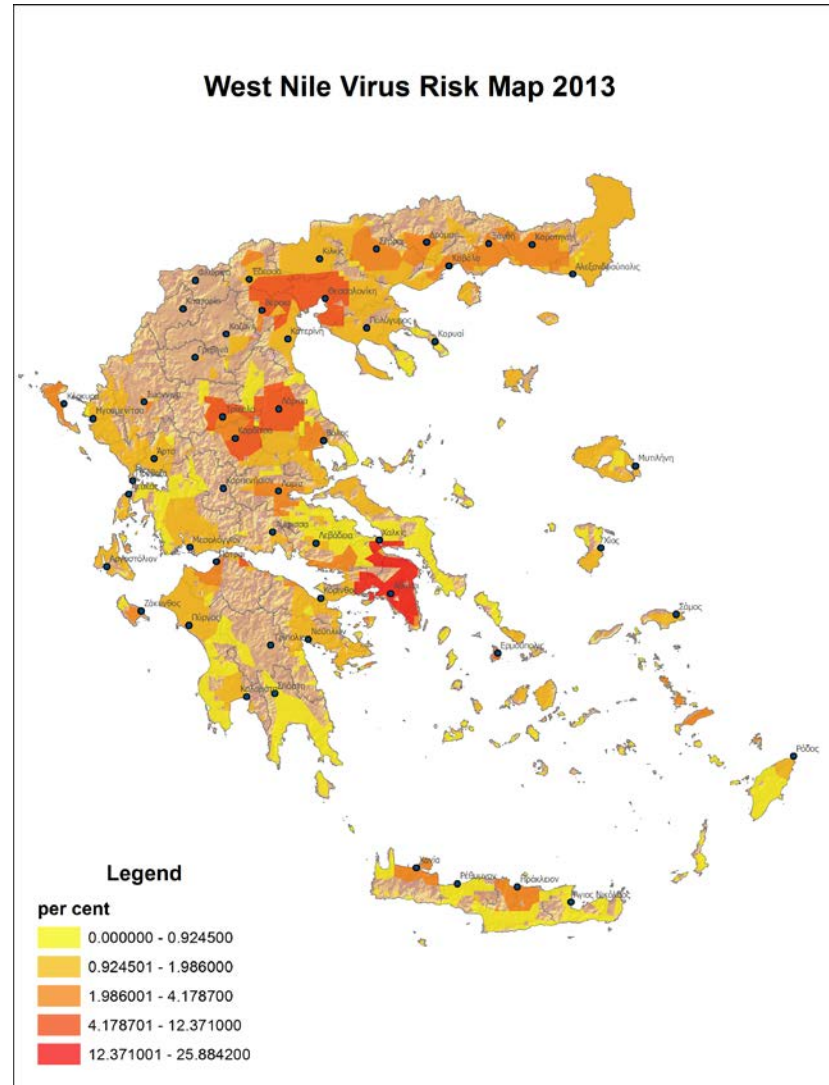 West Nile Virus Risk Map 2013
Κομοτηνή
Ξάνθη
Δράμα
Σέρραι
Κιλκίς
Καβάλα
Αλεξανδρούπολις
Έδεσσα
Φλώρινα
Θεσσαλονίκη
Βέροια
Καστοριά
Πολύγυρος
Κοζάνη
Κατερίνη
Καρυαί
Γρεβενά
Κέρκυρα
Ιωάννινα
Λάρισα
Τρίκαλα
Ηγουμενίτσα
Καρδίτσα
Βόλος
Άρτα
Μυτιλήνη
Πρέβεζα
Καρπενήσιον
Λαμία
Λευκάς
Άμφισσα
Λεβάδεια
Χαλκίς
Μεσολόγγιον
Χίος
Πάτραι
Αργοστόλιον
Κόρινθος
Ζάκυνθος
Σάμος
Πύργος
Ναύπλιον
Τρίπολις
Ερμούπολις
Σπάρτη
Ρόδος
Χανιά
Ρέθυμνον
Ηράκλειον
Άγιος Νικόλαος
Legend
per cent
0.000000 - 0.924500
0.924501 - 1.986000
1.986001 - 4.178700
4.178701 - 12.371000
12.371001 - 25.884200